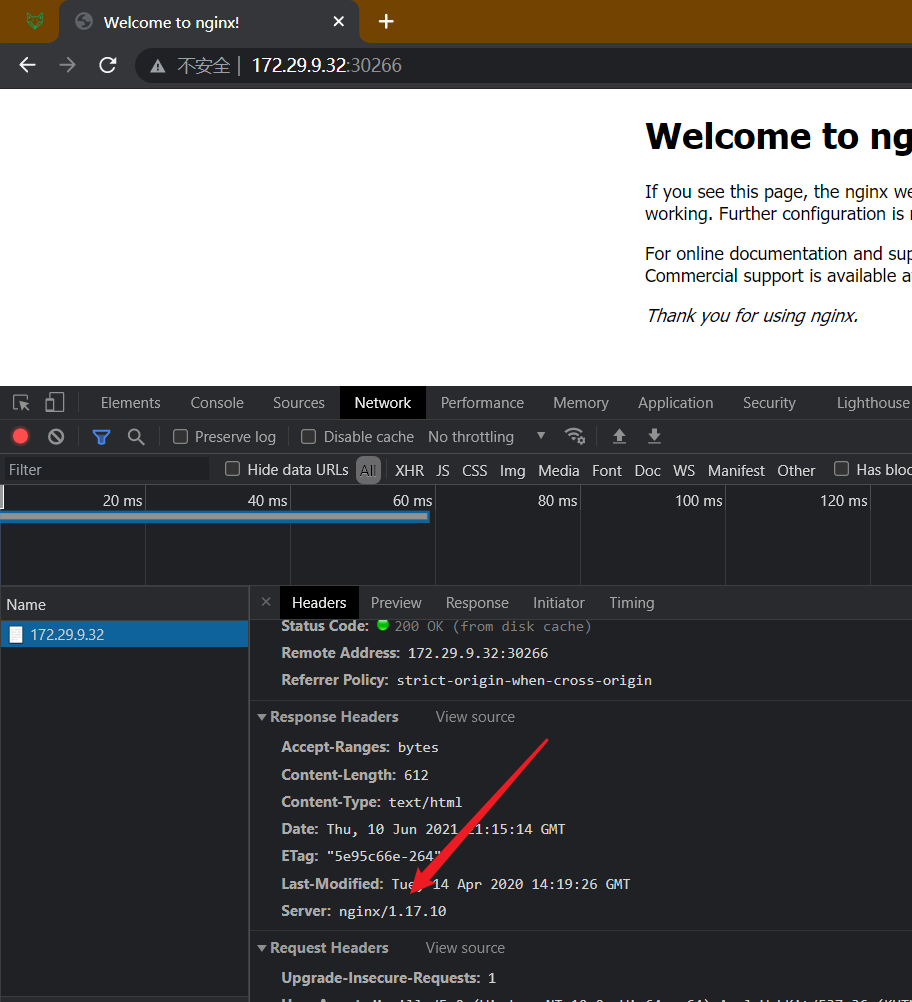 Welcome to nginx!
不安全 172.29.9.32:30266
Welcome to ng
If you see this page, the nginx we
working. Further configuration is
For online documentation and sup
Commercial support is available a
Thank you for using nginx.
Elements Console Sources Network Performance Memory Application Security Lighthouse
Preserve log Disable cache No throttling
Filter Hide data URLs All XHR JS CSS Img Media Font Doc WS Manifest Other Has bloc
20 ms 40 ms 60 ms 80 ms 100 ms 120 ms
Name
172.29.9.32
Headers Preview Response Initiator Timing
Status Code: 200 OK (from disk cache)
Remote Address: 172.29.9.32:30266
Referrer Policy: strict-origin-when-cross-origin
Response Headers View source
Accept-Ranges: bytes
Content-Length: 612
Content-Type: text/html
Date: Thu, 10 Jun 2021 21:15:14 GMT
ETag: "5e95c66e-264"
Last-Modified: Tue, 14 Apr 2020 14:19:26 GMT
Server: nginx/1.17.10
Request Headers View source
Upgrade-Insecure-Requests: 1